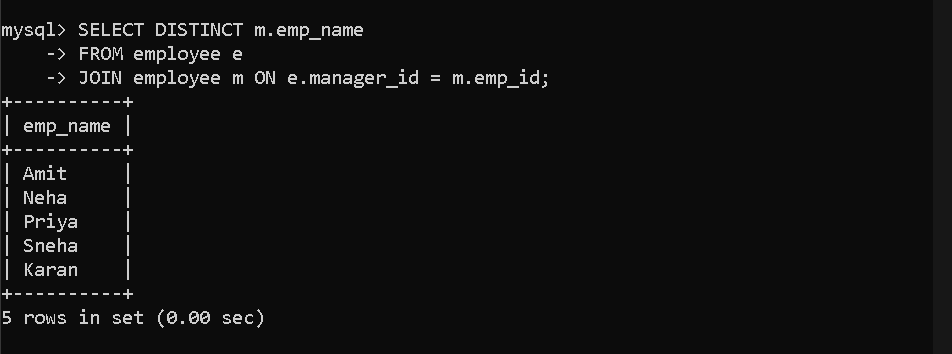 mysql> SELECT DISTINCT m.emp_name
    -> FROM employee e
    -> JOIN employee m ON e.manager_id = m.emp_id;
+----------+
| emp_name |
+----------+
| Amit     |
| Neha     |
| Priya    |
| Sneha    |
| Karan    |
+----------+
5 rows in set (0.00 sec)